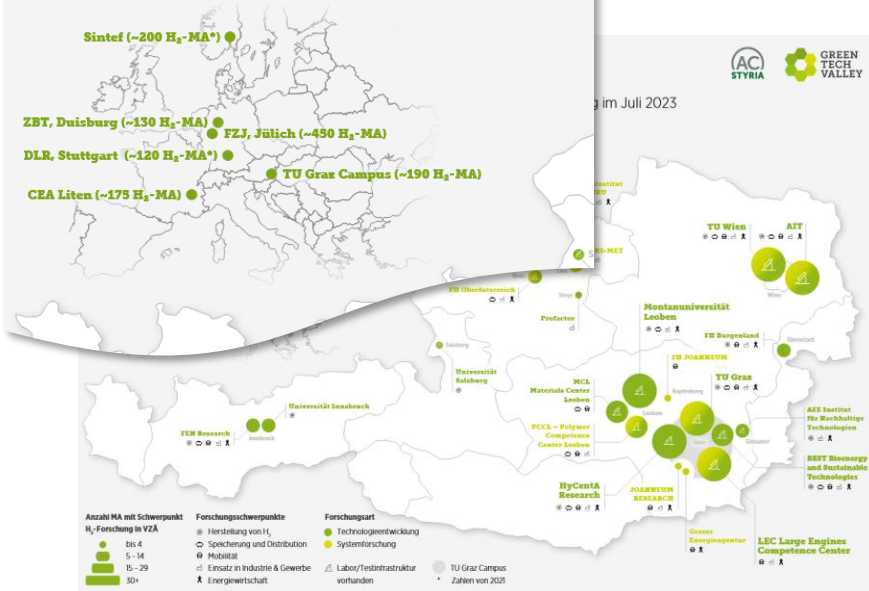 Sintef (~200 H₂-MA*)
ZBT, Duisburg (~130 H₂-MA)
FZJ, Jülich (~450 H₂-MA)
DLR, Stuttgart (~120 H₂-MA*)
TU Graz Campus (~190 H₂-MA)
CEA Liten (~175 H₂-MA)
AC
STYRIA
GREEN
TECH
VALLEY
g im Juli 2023
TU Wien
AIT
Wien
FH Oberösterreich
Steyr
Profactor
Montanuniversität
Leoben
FH Burgenland
Eisenstadt
Salzburg
Universität
Salzburg
FH JOANNEUM
Kapfenberg
TU Graz
MCL
Materials Center
Leoben
Leoben
PCCL – Polymer
Competence
Center Leoben
Graz
AEE Institut
für Nachhaltige
Technologien
BEST Bioenergy
and Sustainable
Technologies
Universität Innsbruck
FEN Research
Innsbruck
HyCentA
Research
JOANNEUM
RESEARCH
Grazer
Energieagentur
LEC Large Engines
Competence Center
Anzahl MA mit Schwerpunkt
H₂-Forschung in VZÄ
bis 4
5 - 14
15 - 29
30+
Forschungsschwerpunkte
Herstellung von H₂
Speicherung und Distribution
Mobilität
Einsatz in Industrie & Gewerbe
Energiewirtschaft
Forschungsart
Technologieentwicklung
Systemforschung
Labor/Testinfrastruktur
vorhanden
TU Graz Campus
* Zahlen von 2021